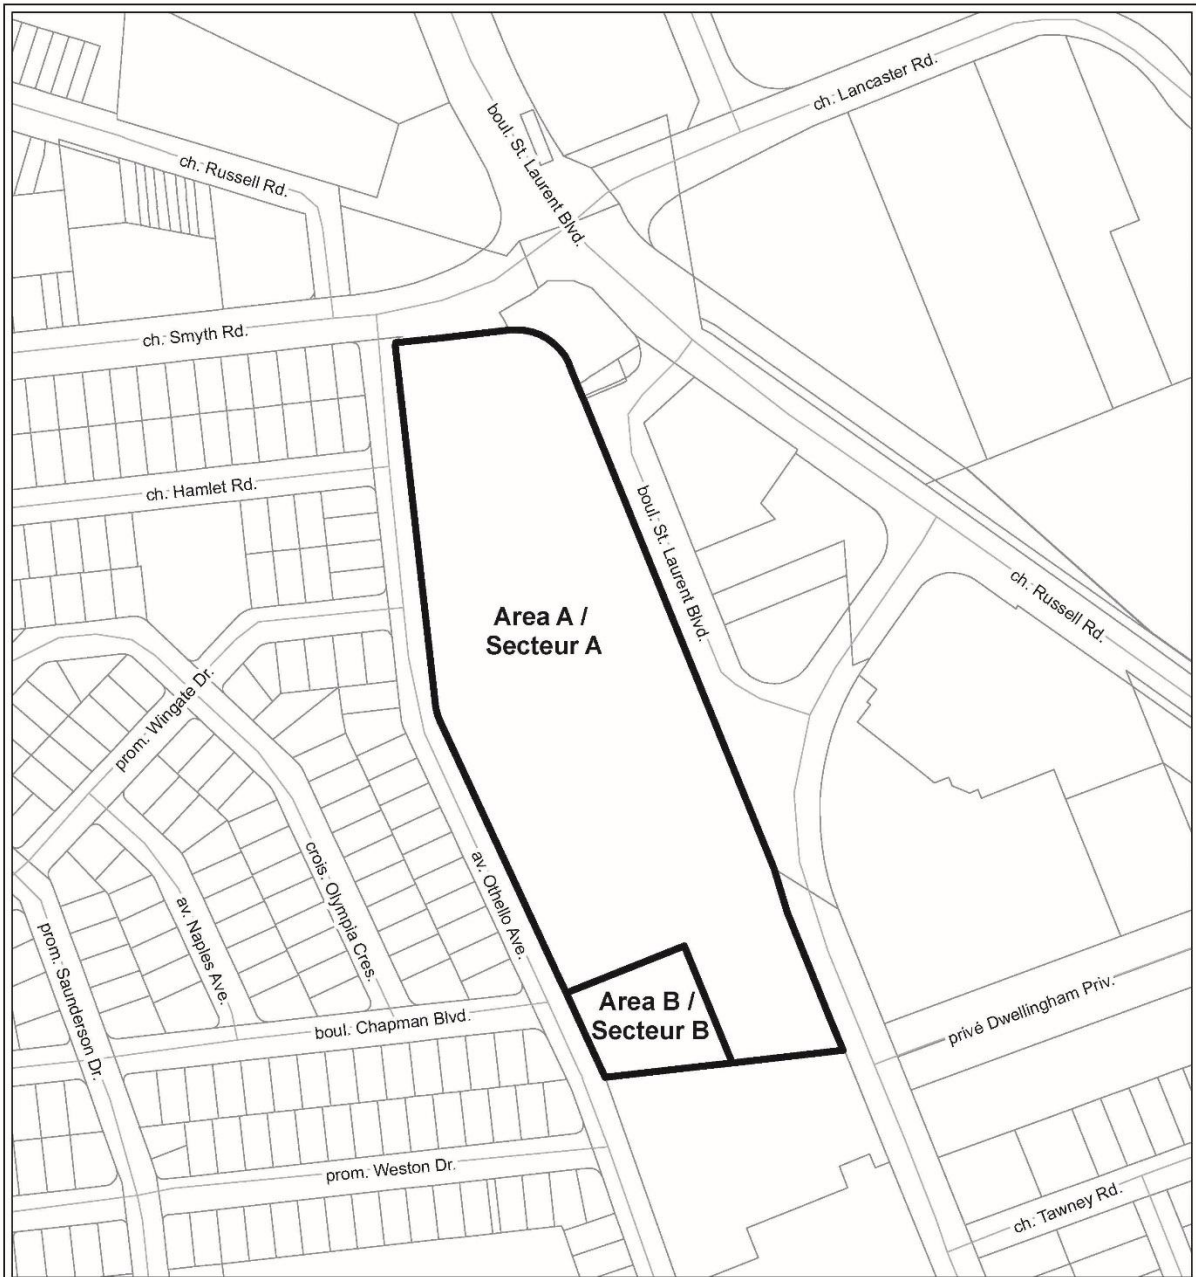 ch. Lancaster Rd.
boul. St. Laurent Blvd.
ch. Russell Rd.
ch. Smyth Rd.
ch. Hamlet Rd.
boul. St. Laurent Blvd.
ch. Russell Rd.
Area A /
Secteur A
prom. Wingate Dr.
crois. Olympia Cres.
av. Othello Ave.
av. Naples Ave.
prom. Saunderson Dr.
Area B /
Secteur B
boul. Chapman Blvd.
privé Dwellingham Priv.
prom. Weston Dr.
ch. Tawney Rd.